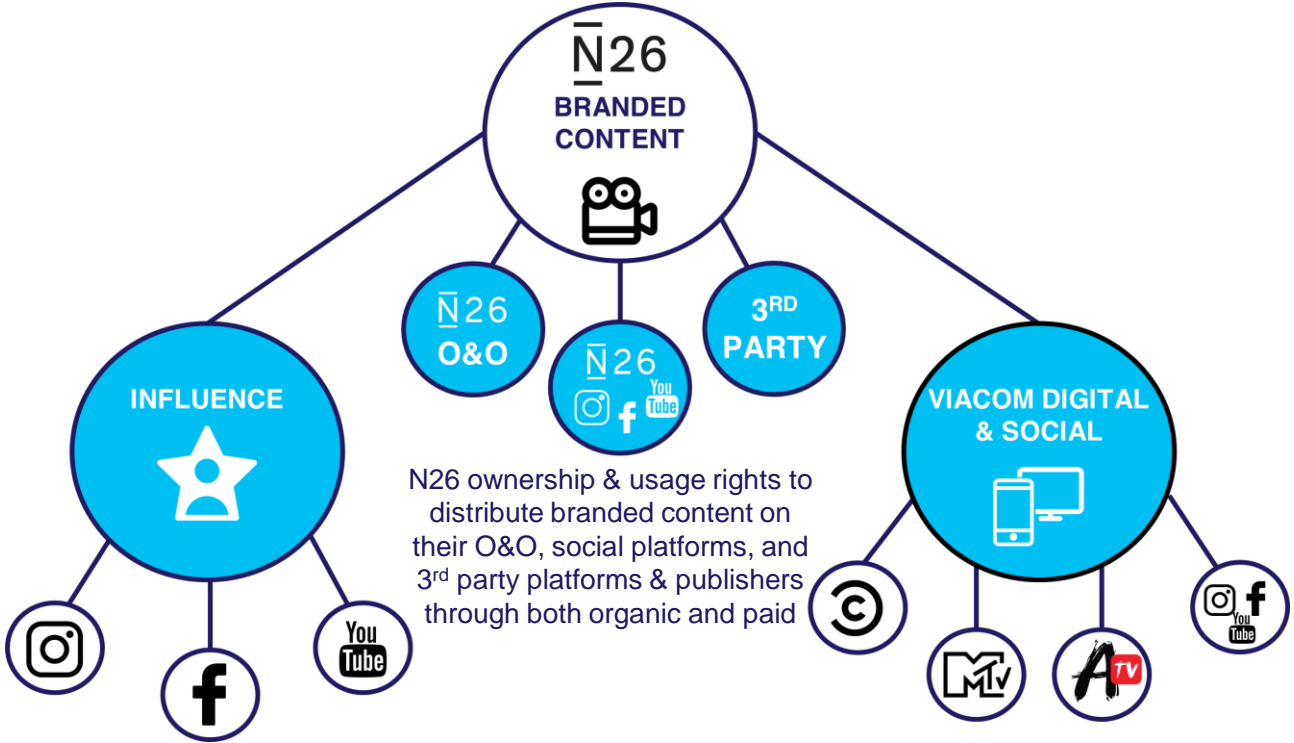 N26
BRANDED
CONTENT
N26
O&O
N26
You
Tube
f
3RD
PARTY
INFLUENCE
VIACOM DIGITAL
& SOCIAL
N26 ownership & usage rights to
distribute branded content on
their O&O, social platforms, and
3rd party platforms & publishers
through both organic and paid
f
You
Tube
C
MTV
A TV
f
You
Tube